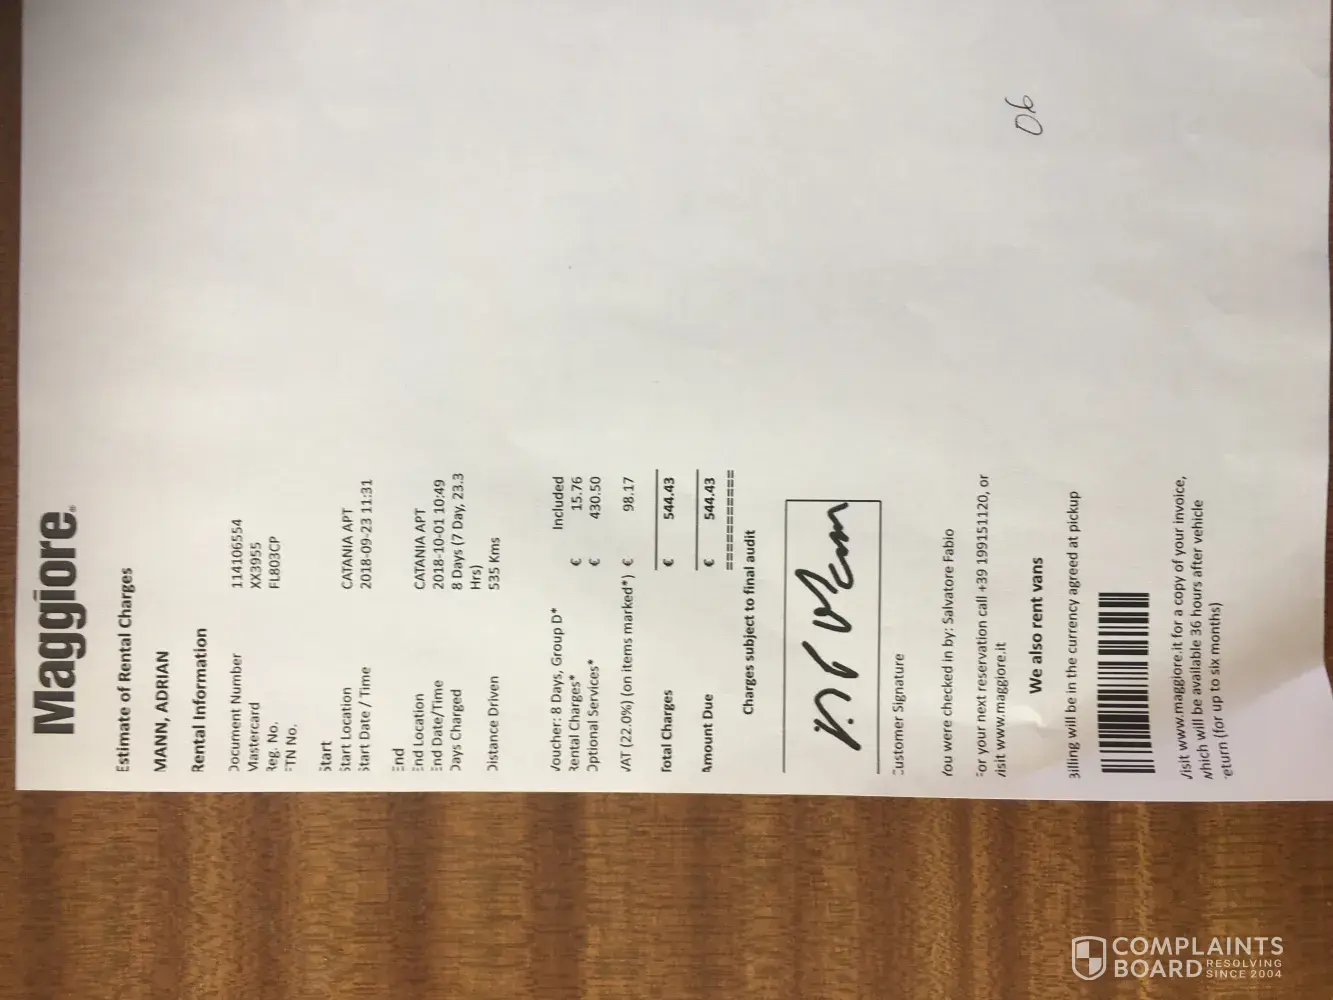 Maggiore®
Estimate of Rental Charges
MANN, ADRIAN
Rental Information
Document Number 114106554
Mastercard XX3955
Reg. No. FL803CP
FTN No.
Start
Start Location CATANIA APT
Start Date / Time 2018-09-23 11:31
End
End Location CATANIA APT
End Date/Time 2018-10-01 10:49
Days Charged 8 Days (7 Day, 23.3
Hrs)
Distance Driven 535 Kms
Voucher: 8 Days, Group D* Included
Rental Charges* € 15.76
Optional Services* € 430.50
VAT (22.0%) (on items marked*) € 98.17
Total Charges € 544.43
Amount Due € 544.43
==========
Charges subject to final audit
Customer Signature
You were checked in by: Salvatore Fabio
For your next reservation call +39 199151120, or
visit www.maggiore.it
We also rent vans
Billing will be in the currency agreed at pickup
Visit www.maggiore.it for a copy of your invoice,
which will be available 36 hours after vehicle
return (for up to six months)
COMPLAINTS
BOARD RESOLVING
SINCE 2004